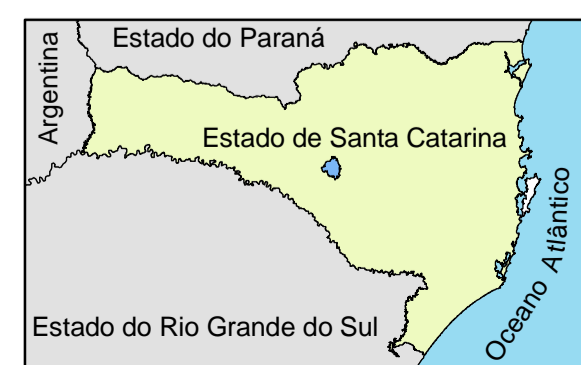 Estado do Paraná
Argentina
Estado de Santa Catarina
Oceano Atlântico
Estado do Rio Grande do Sul